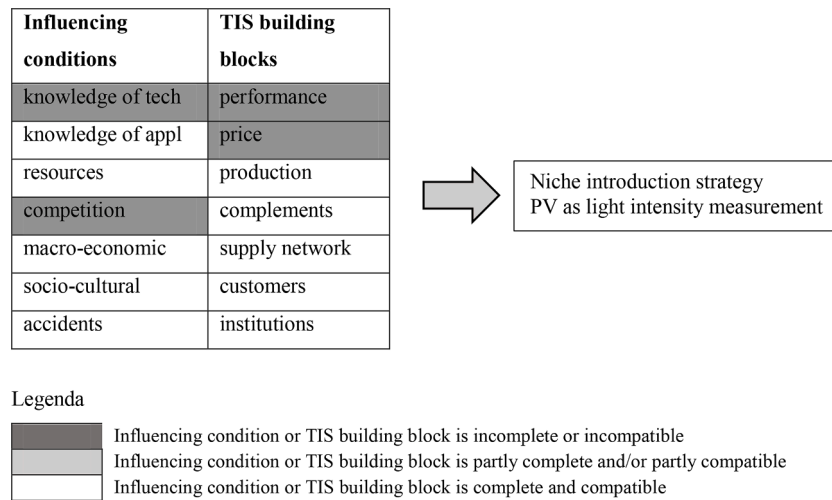 Influencing conditions TIS building blocks
knowledge of tech performance
knowledge of appl price
resources production
competition complements
macro-economic supply network
socio-cultural customers
accidents institutions
Niche introduction strategy
PV as light intensity measurement
Legenda
Influencing condition or TIS building block is incomplete or incompatible
Influencing condition or TIS building block is partly complete and/or partly compatible
Influencing condition or TIS building block is complete and compatible